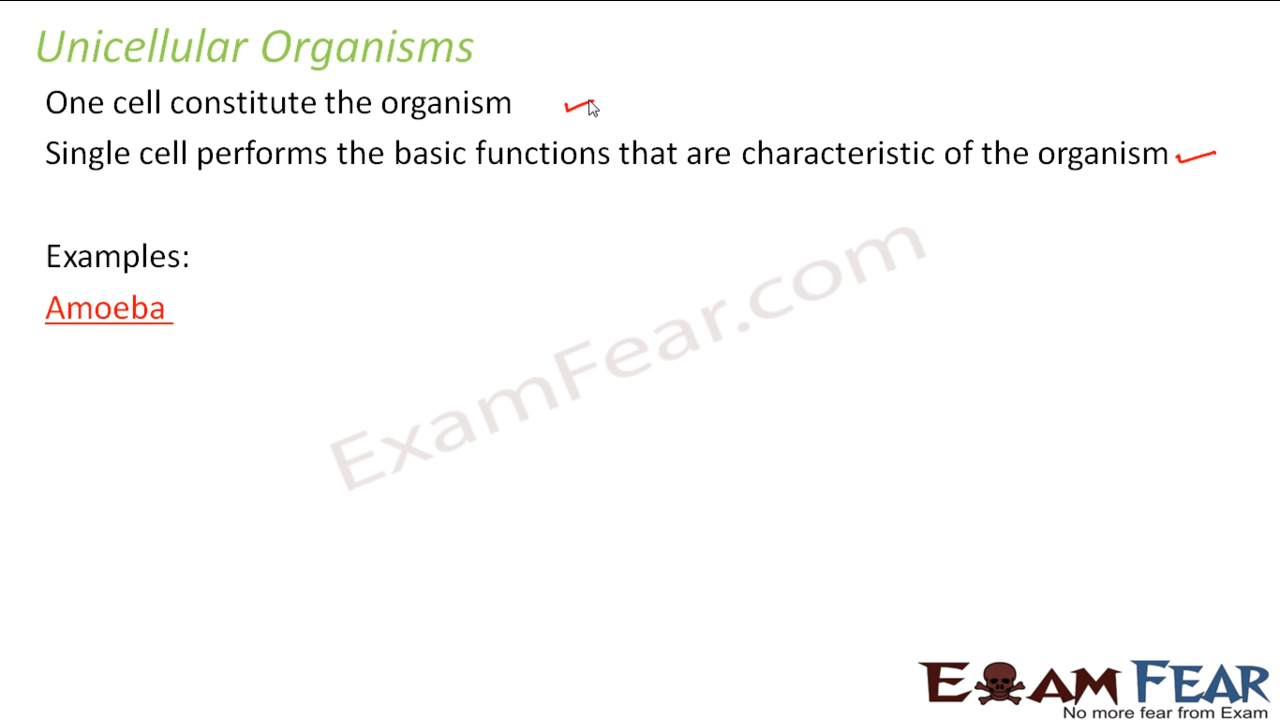 Unicellular Organisms
One cell constitute the organism
Single cell performs the basic functions that are characteristic of the organism
Examples:
Amoeba
ExamFear.com
EXAM FEAR
No more fear from Exam